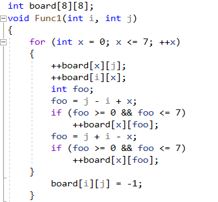 int board[8][8];
void Func1(int i, int j)
{
for (int x = 0; x <= 7; ++x)
{
++board[x][j];
++board[i][x];
int foo;
foo = j - i + x;
if (foo >= 0 && foo <= 7)
++board[x][foo];
foo = j + i - x;
if (foo >= 0 && foo <= 7)
++board[x][foo];
}
board[i][j] = -1;
}